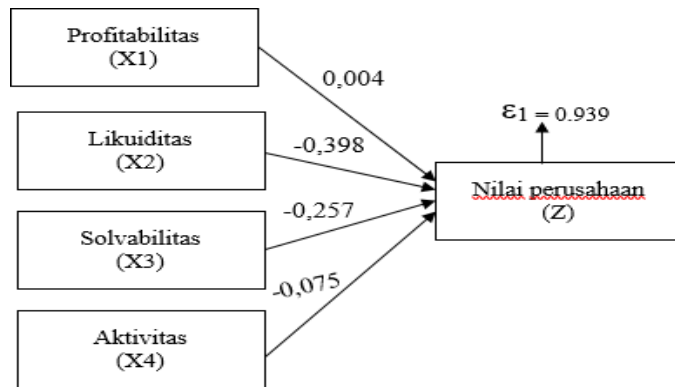 Profitabilitas
(X1)
0,004
ε1 = 0.939
Likuiditas
(X2)
-0,398
Nilai perusahaan
(Z)
Solvabilitas
(X3)
-0,257
-0,075
Aktivitas
(X4)